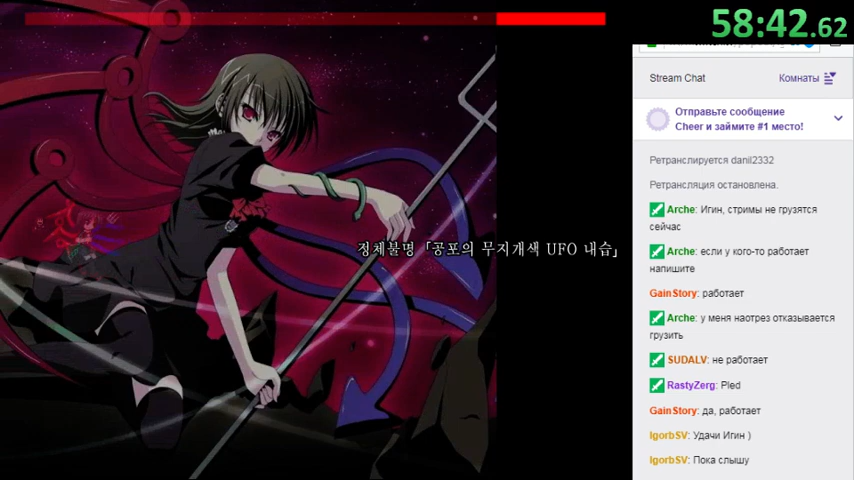 58:42.62
Stream Chat
Комнаты
Отправьте сообщение
Cheer и займите #1 место!
Ретранслируется danil2332
Ретрансляция остановлена.
Arche: Игин, стримы не грузятся
сейчас
Arche: если у кого-то работает
напишите
GainStory: работает
Arche: у меня наотрез отказывается
грузить
SUDALV: не работает
RastyZerg: Pled
GainStory: да, работает
IgorbSV: Удачи Игин )
IgorbSV: Пока слышу
정체불명「공포의 무지개색 UFO 내습」